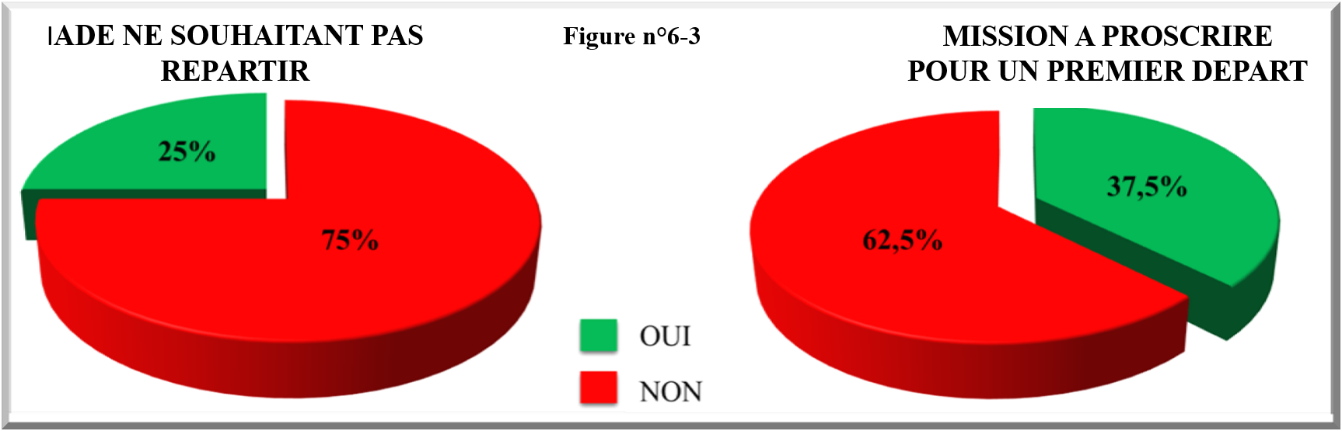 IADE NE SOUHAITANT PAS
REPARTIR
Figure n°6-3
MISSION A PROSCRIRE
POUR UN PREMIER DEPART
25%
75%
37,5%
62,5%
OUI
NON